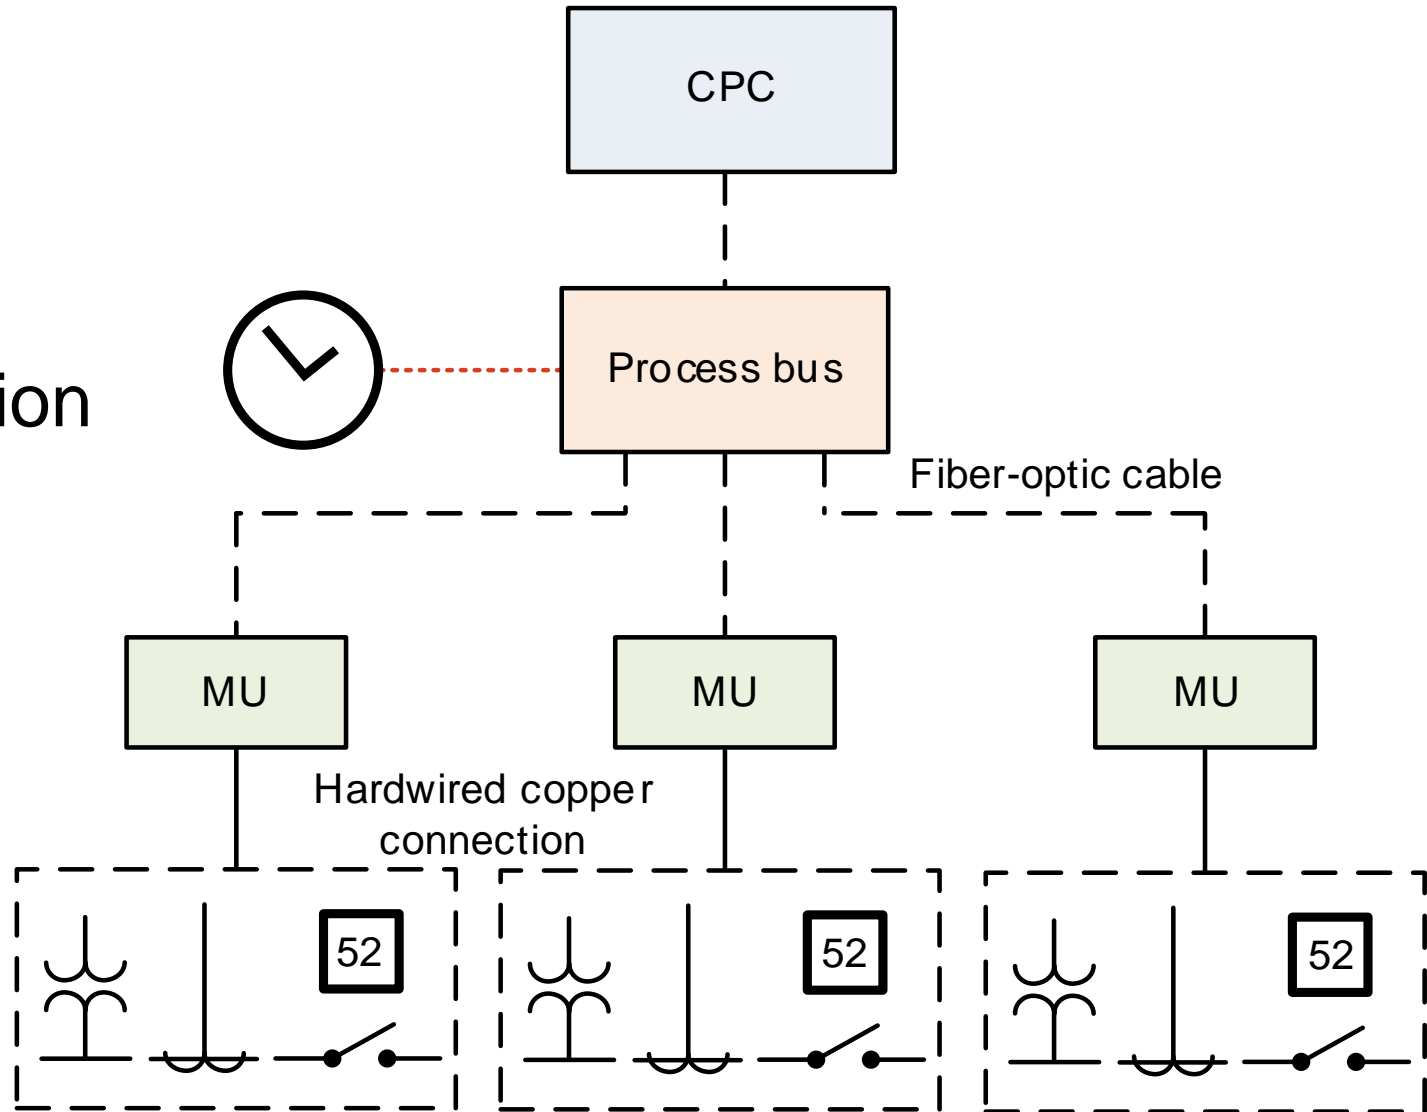 CPC
ion
Process bus
Fiber-optic cable
MU
MU
MU
Hardwired copper
connection
52
52
52